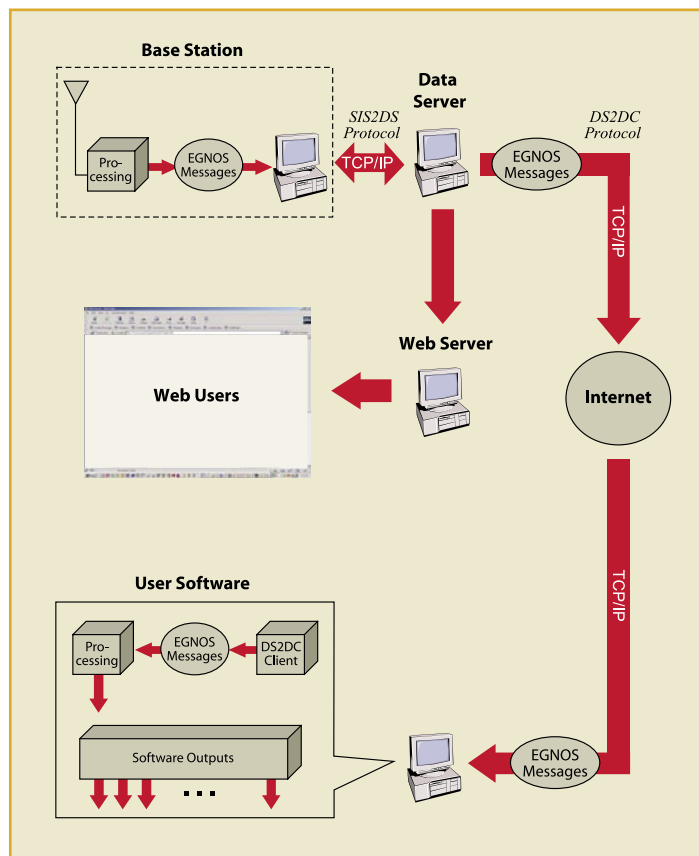 Base Station
Data
Server
SIS2DS
Protocol
DS2DC
Protocol
Pro-
cessing
EGNOS
Messages
TCP/IP
EGNOS
Messages
TCP/IP
Web Server
Web Users
Internet
TCP/IP
User Software
Pro-
cessing
EGNOS
Messages
DS2DC
Client
Software Outputs
...
EGNOS
Messages